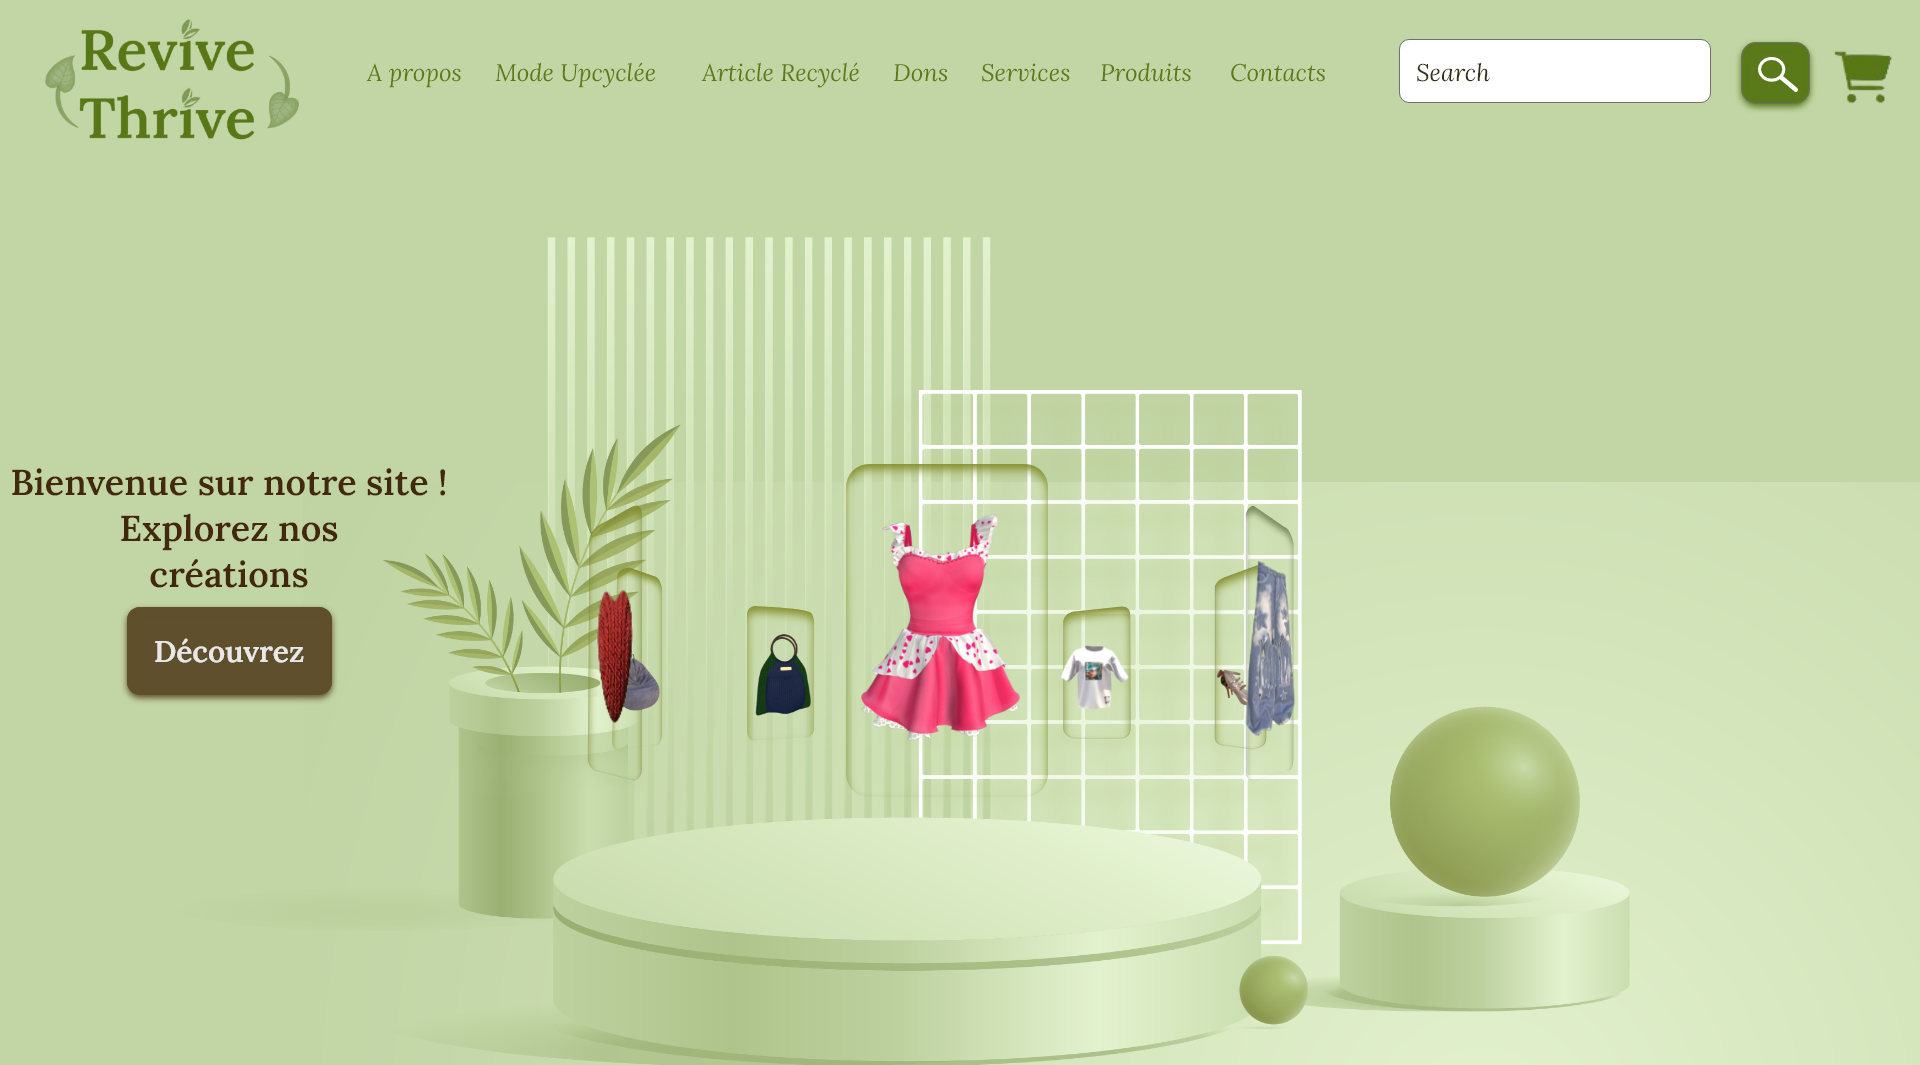 Revive
Thrive
A propos
Mode Upcyclée
Article Recyclé
Dons
Services
Produits
Contacts
Search
Bienvenue sur notre site !
Explorez nos
créations
Découvrez